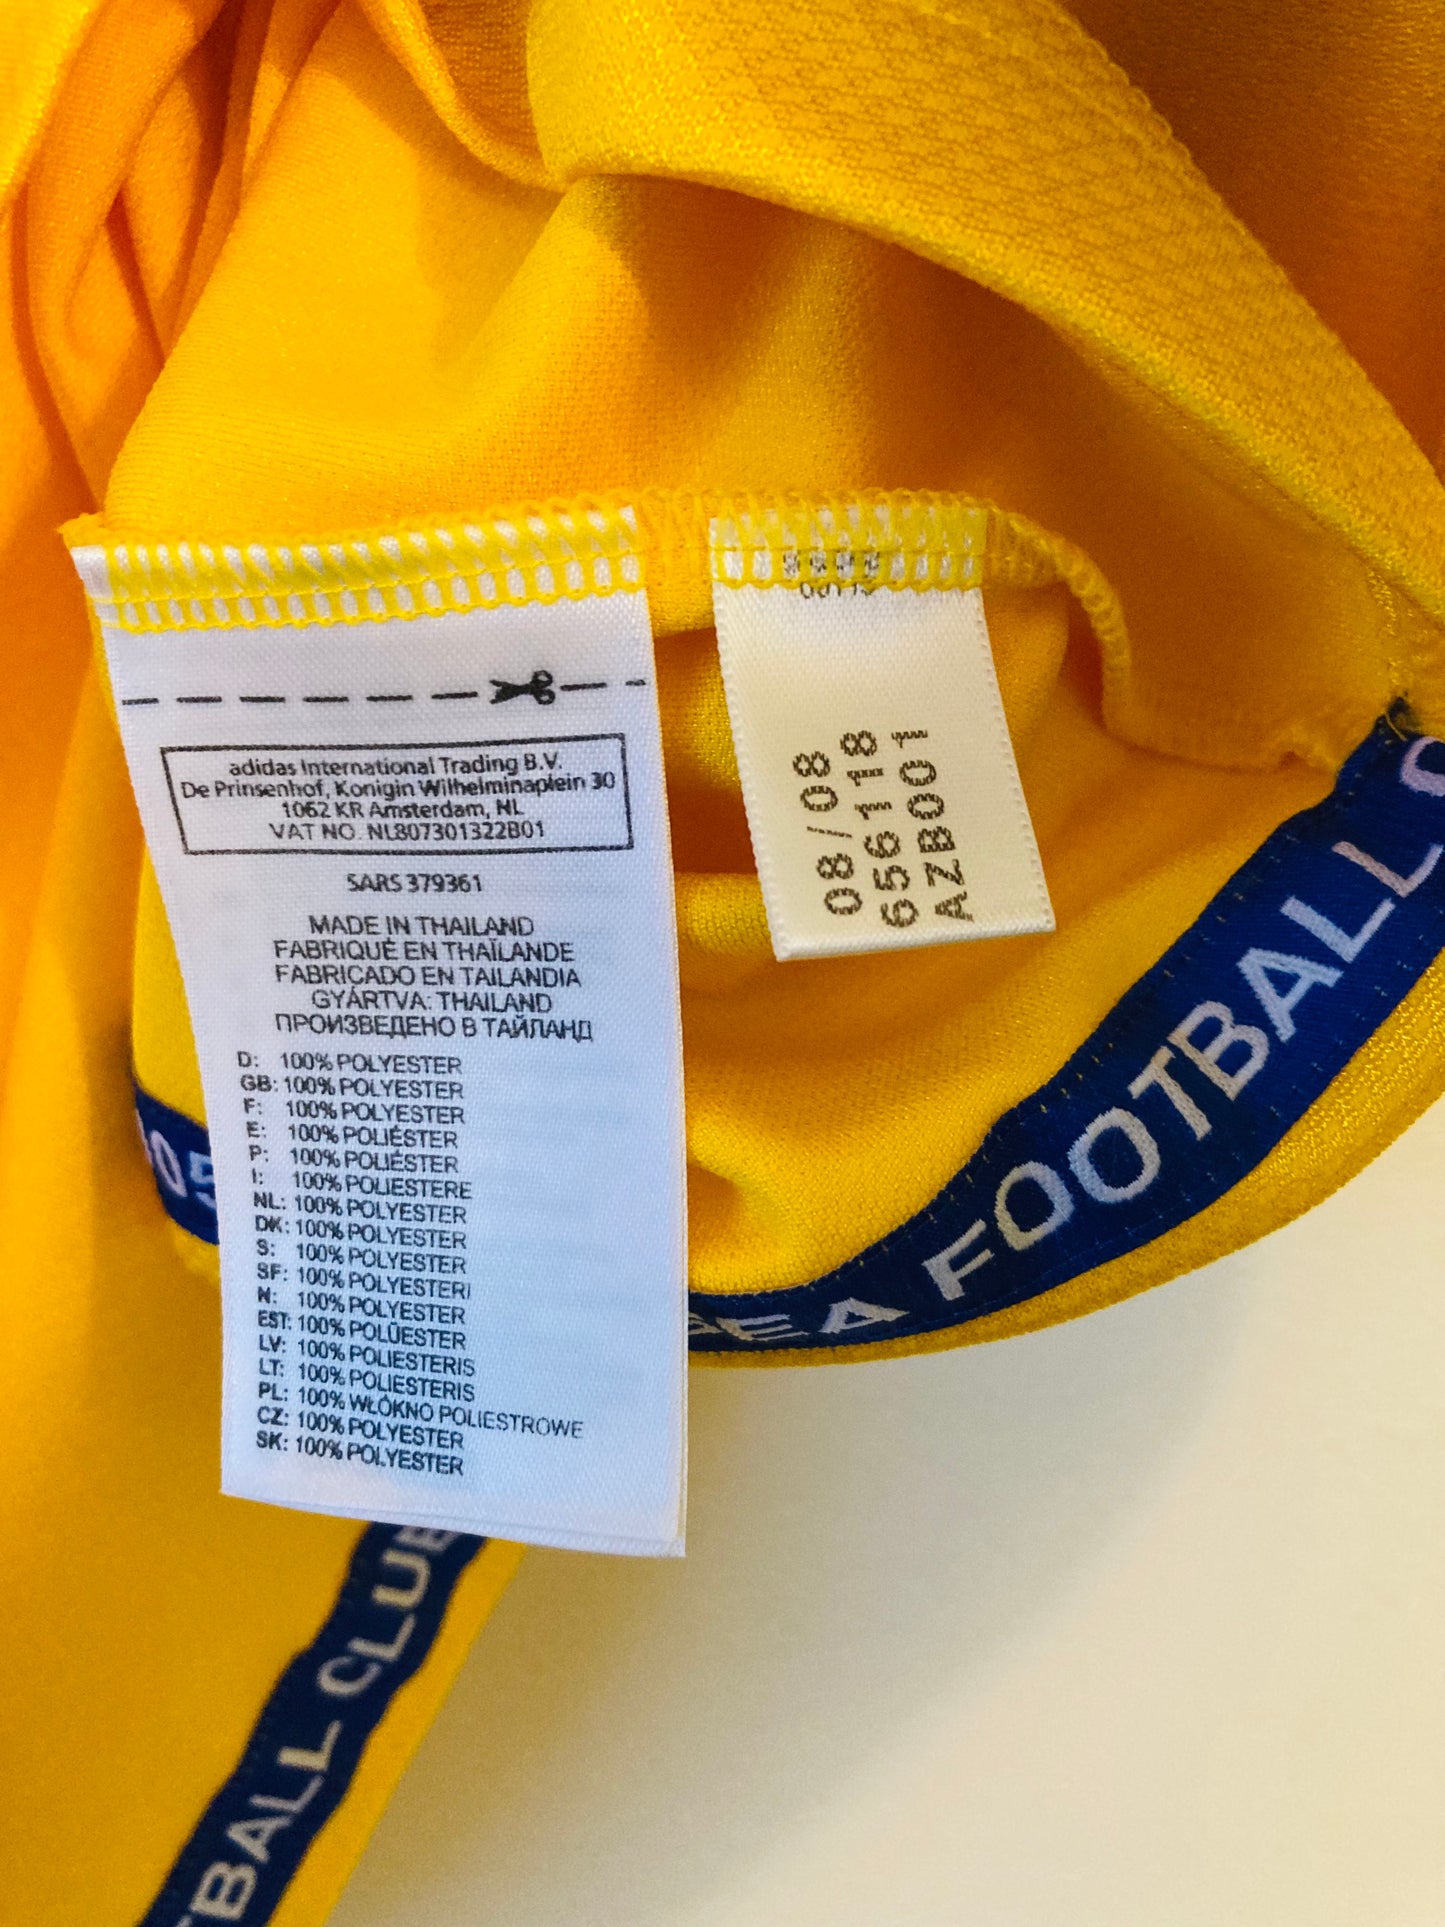 adidas International Trading B.V.
De Prinsenhof, Konigin Wilhelminaplein 30
1062 KR Amsterdam, NL
VAT NO. NL807301322B01
SARS 379361
MADE IN THAILAND
FABRIQUÉ EN THAÏLANDE
FABRICADO EN TAILANDIA
GYÁRTVA: THAILAND
ПРОИЗВЕДЕНО В ТАЙЛАНД
D: 100% POLYESTER
GB: 100% POLYESTER
F: 100% POLYESTER
E: 100% POLIÉSTER
P: 100% POLIÉSTER
I: 100% POLIESTERE
NL: 100% POLYESTER
DK: 100% POLYESTER
S: 100% POLYESTER
SF: 100% POLYESTERI
N: 100% POLYESTER
EST: 100% POLÜESTER
LV: 100% POLIESTERIS
LT: 100% POLIESTERIS
PL: 100% WŁÓKNO POLIESTROWE
CZ: 100% POLYESTER
SK: 100% POLYESTER
08/08
656118
AZB001
EA FOOTBALL C
05
TBALL CLUB